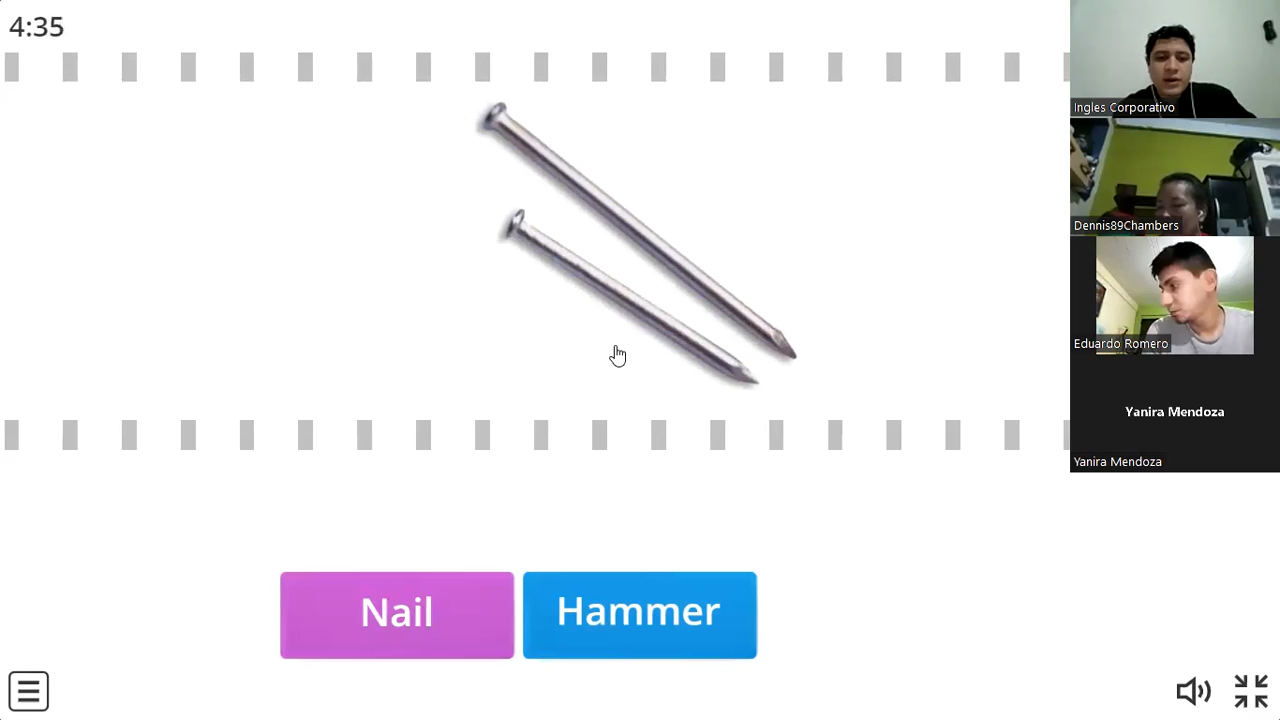 4:35
Ingles Corporativo
Dennis89Chambers
Eduardo Romero
Yanira Mendoza
Yanira Mendoza
Nail
Hammer